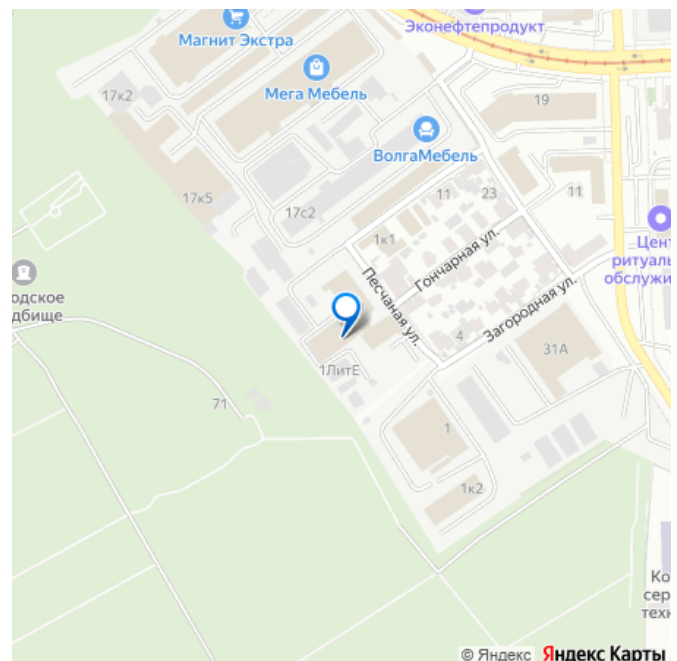 Эконефтепродукт
Магнит Экстра
Мега Мебель
17к2
19
ВолгаМебель
17к5
11
23
11
17с2
1к1
Гончарная ул.
Цент
ритуаль
обслужи
Песчаная ул.
Загородная ул.
одское
дбище
4
31А
1ЛитЕ
71
1
1к2
Ко
сер
техн
© Яндекс Яндекс Карты